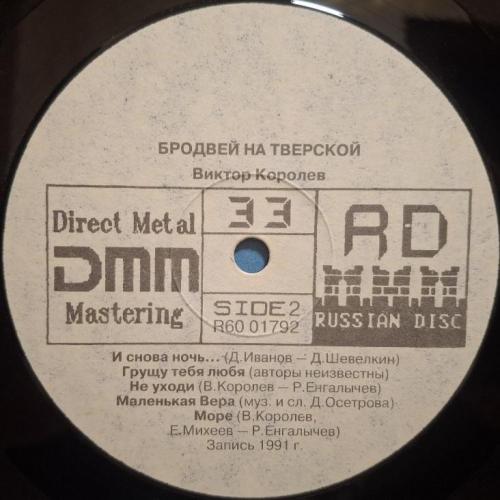 БРОДВЕЙ НА ТВЕРСКОЙ
Виктор Королев
Direct Metal
DMM
Mastering
33
SIDE 2
R60 01792
RD
RUSSIAN DISC
И снова ночь... (Д.Иванов — Д.Шевелкин)
Грущу тебя любя (авторы неизвестны)
Не уходи (В.Королев — Р.Енгалычев)
Маленькая Вера (муз. и сл. Д.Осетрова)
Море (В.Королев,
Е.Михеев — Р.Енгалычев)
Запись 1991 г.